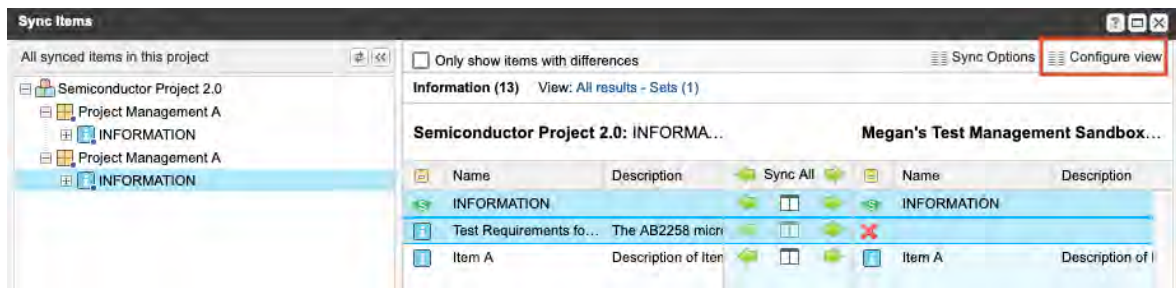 Sync Items
All synced items in this project
Semiconductor Project 2.0
Project Management A
INFORMATION
Project Management A
INFORMATION
Only show items with differences
Sync Options
Configure view
Information (13) View: All results - Sets (1)
Semiconductor Project 2.0: INFORMA...
Megan's Test Management Sandbox...
Name Description Sync All Name Description
INFORMATION INFORMATION
Test Requirements fo... The AB2258 micr
Item A Description of Iten Item A Description of I